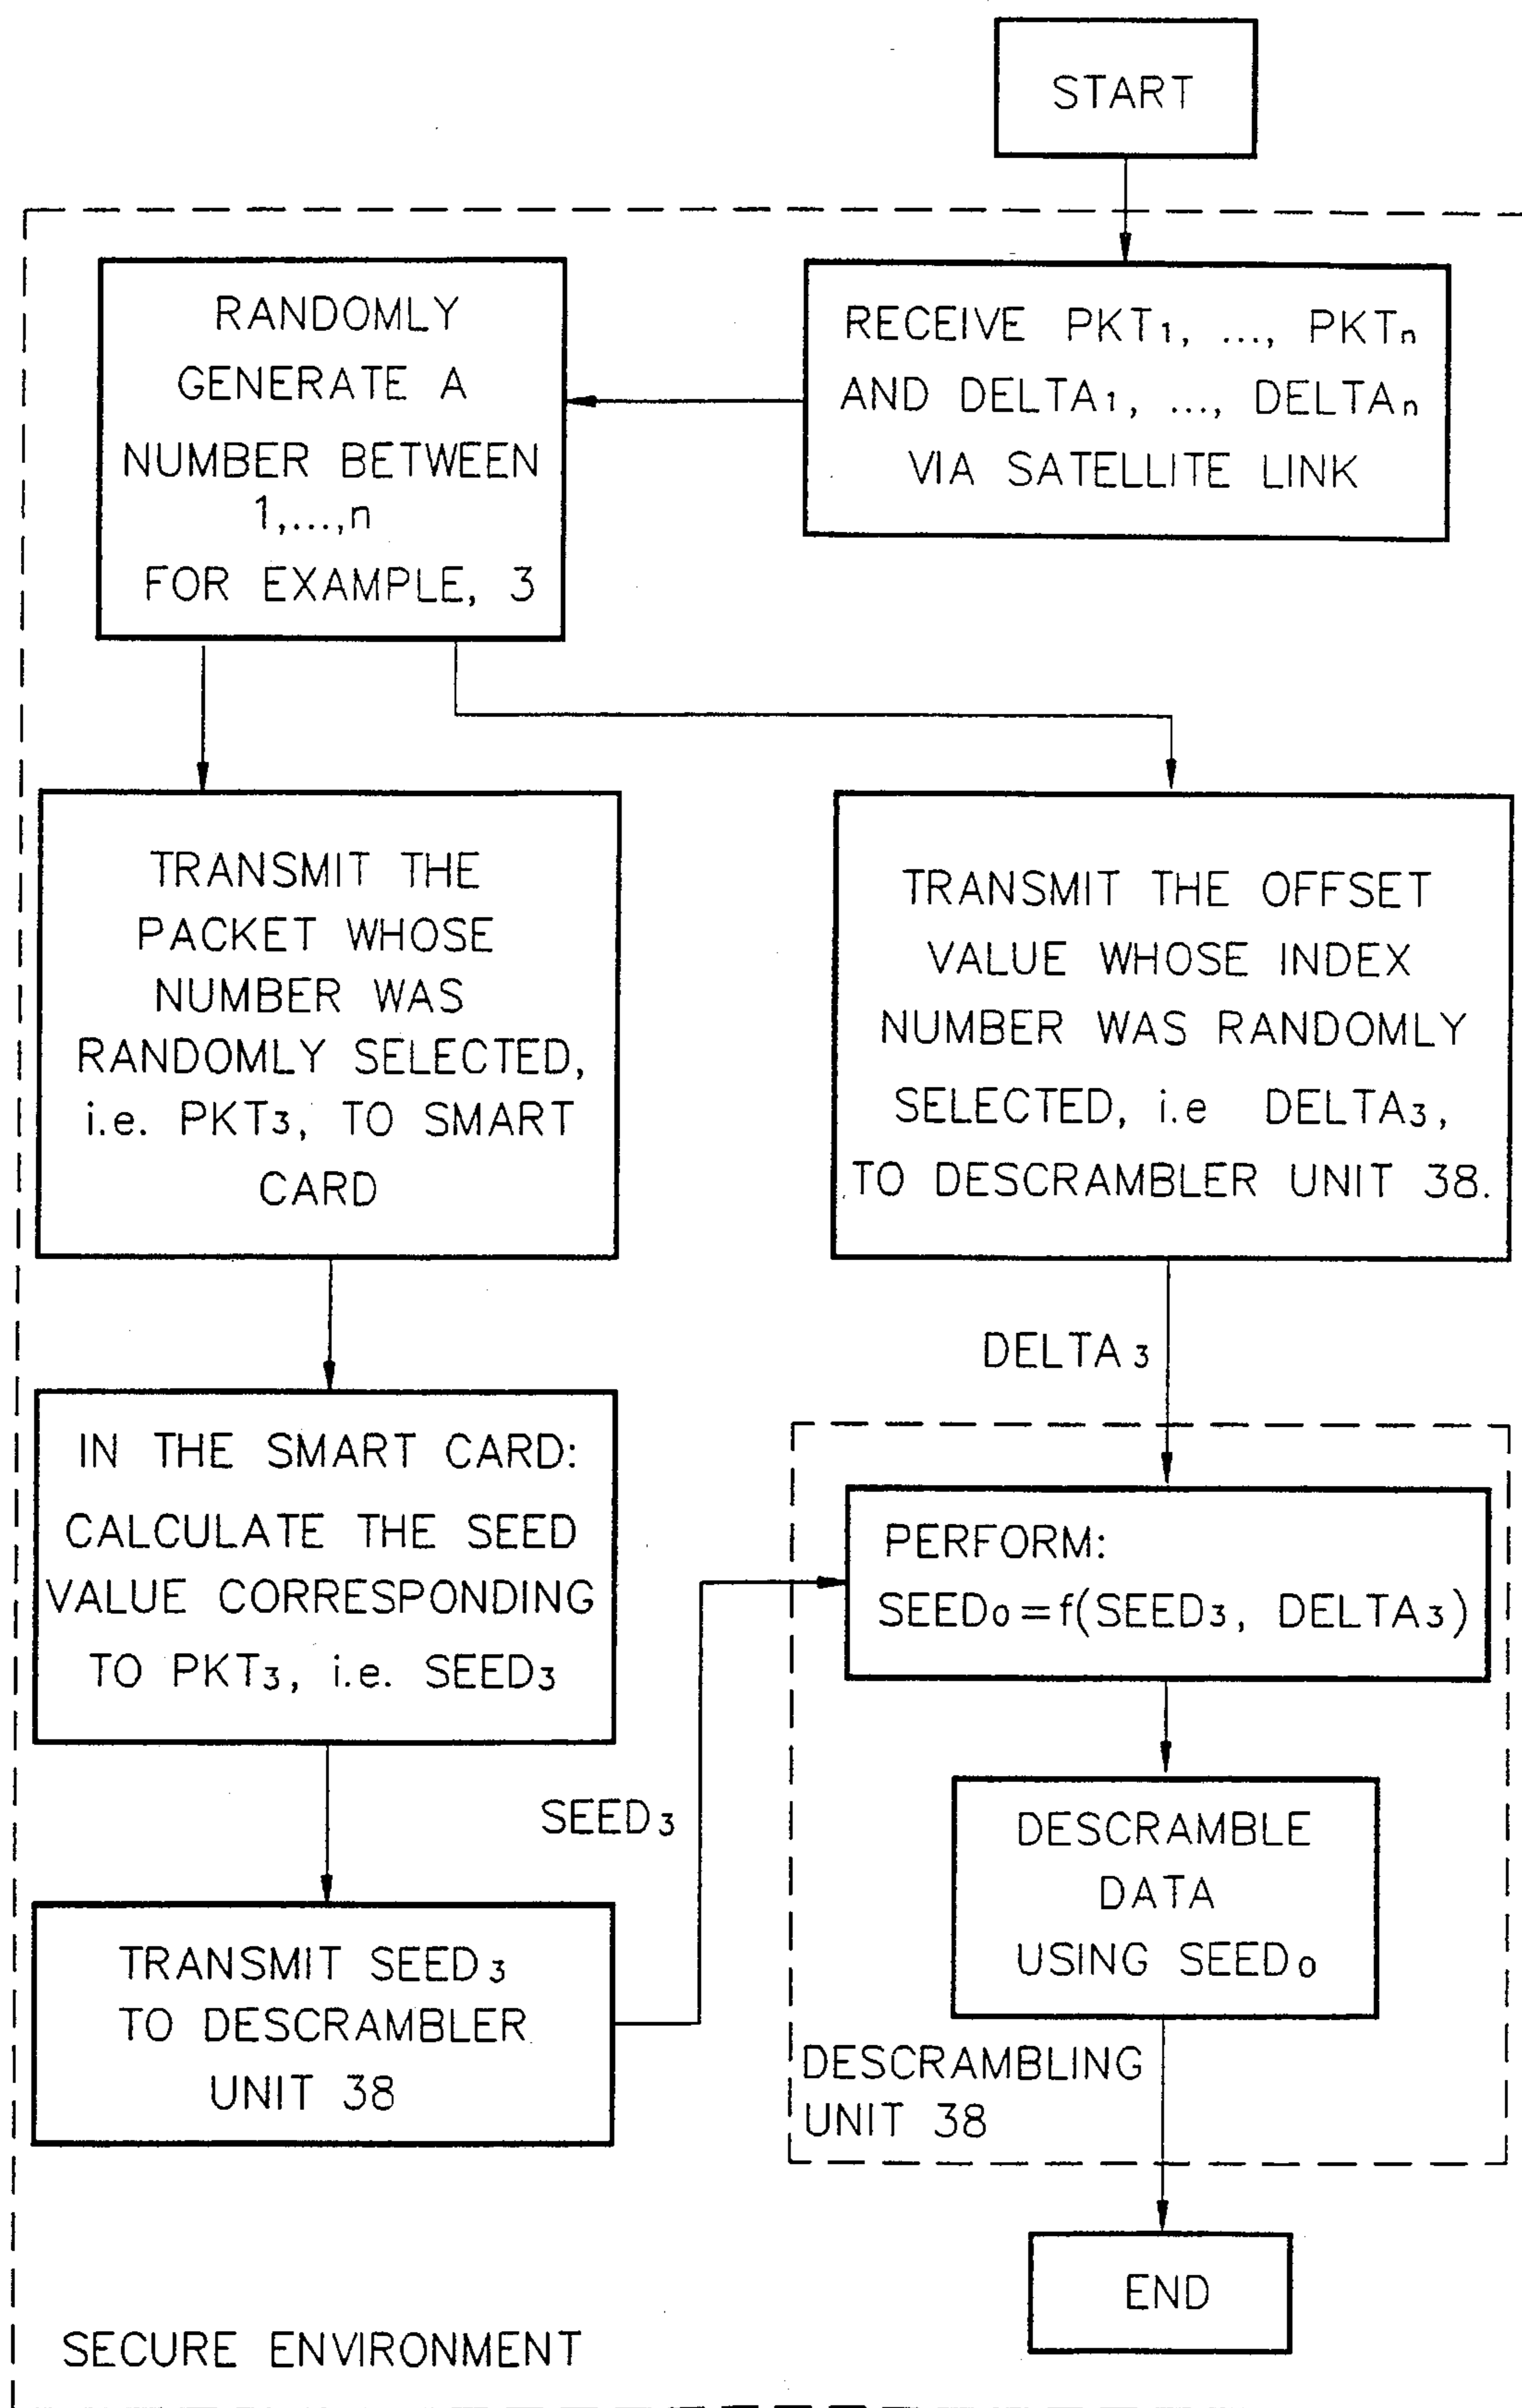 START
RECEIVE PKT₁, ..., PKTₙ
AND DELTA₁, ..., DELTAₙ
VIA SATELLITE LINK
RANDOMLY
GENERATE A
NUMBER BETWEEN
1,...,n
FOR EXAMPLE, 3
TRANSMIT THE
PACKET WHOSE
NUMBER WAS
RANDOMLY SELECTED,
i.e. PKT₃, TO SMART
CARD
TRANSMIT THE OFFSET
VALUE WHOSE INDEX
NUMBER WAS RANDOMLY
SELECTED, i.e DELTA₃,
TO DESCRAMBLER UNIT 38.
DELTA₃
IN THE SMART CARD:
CALCULATE THE SEED
VALUE CORRESPONDING
TO PKT₃, i.e. SEED₃
SEED₃
TRANSMIT SEED₃
TO DESCRAMBLER
UNIT 38
PERFORM:
SEED₀=f(SEED₃, DELTA₃)
DESCRAMBLE
DATA
USING SEED₀
DESCRAMBLING
UNIT 38
END
SECURE ENVIRONMENT